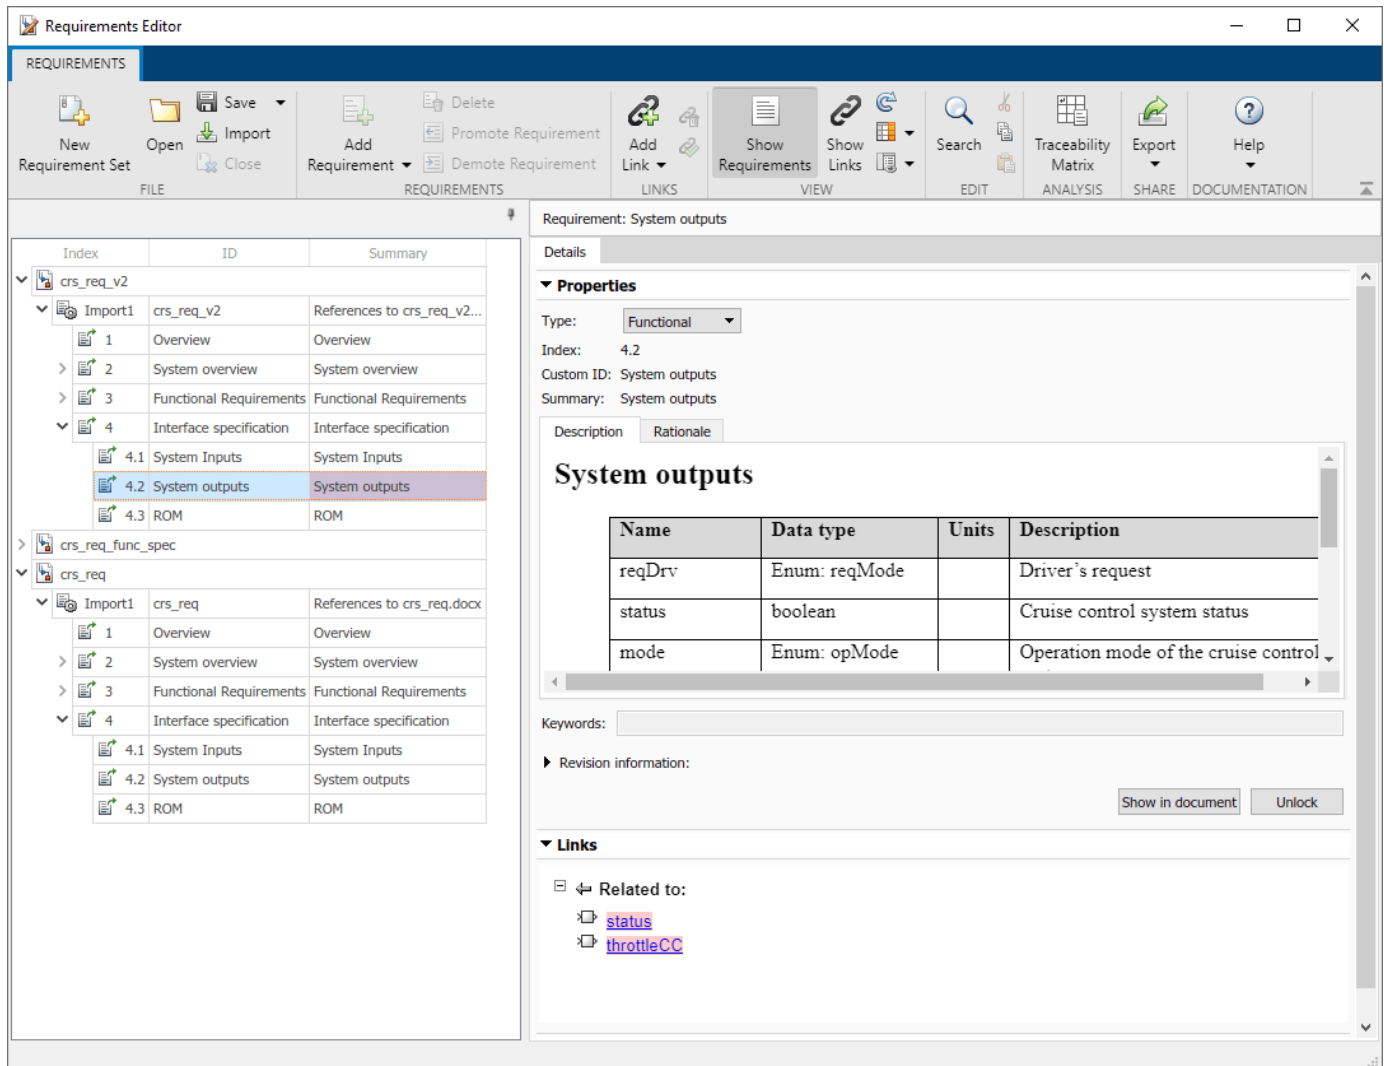 Requirements Editor
REQUIREMENTS
New
Requirement Set
Open
Save
Import
Close
FILE
Add
Requirement
Delete
Promote Requirement
Demote Requirement
REQUIREMENTS
Add
Link
LINKS
Show
Requirements
Show
Links
VIEW
Search
EDIT
Traceability
Matrix
ANALYSIS
Export
SHARE
Help
DOCUMENTATION
Index ID Summary
crs_req_v2
Import1 crs_req_v2 References to crs_req_v2...
1 Overview Overview
2 System overview System overview
3 Functional Requirements Functional Requirements
4 Interface specification Interface specification
4.1 System Inputs System Inputs
4.2 System outputs System outputs
4.3 ROM ROM
crs_req_func_spec
crs_req
Import1 crs_req References to crs_req.docx
1 Overview Overview
2 System overview System overview
3 Functional Requirements Functional Requirements
4 Interface specification Interface specification
4.1 System Inputs System Inputs
4.2 System outputs System outputs
4.3 ROM ROM
Requirement: System outputs
Details
Properties
Type: Functional
Index: 4.2
Custom ID: System outputs
Summary: System outputs
Description Rationale
System outputs
Name Data type Units Description
reqDrv Enum: reqMode Driver's request
status boolean Cruise control system status
mode Enum: opMode Operation mode of the cruise control
Keywords:
Revision information:
Show in document Unlock
Links
Related to:
status
throttleCC